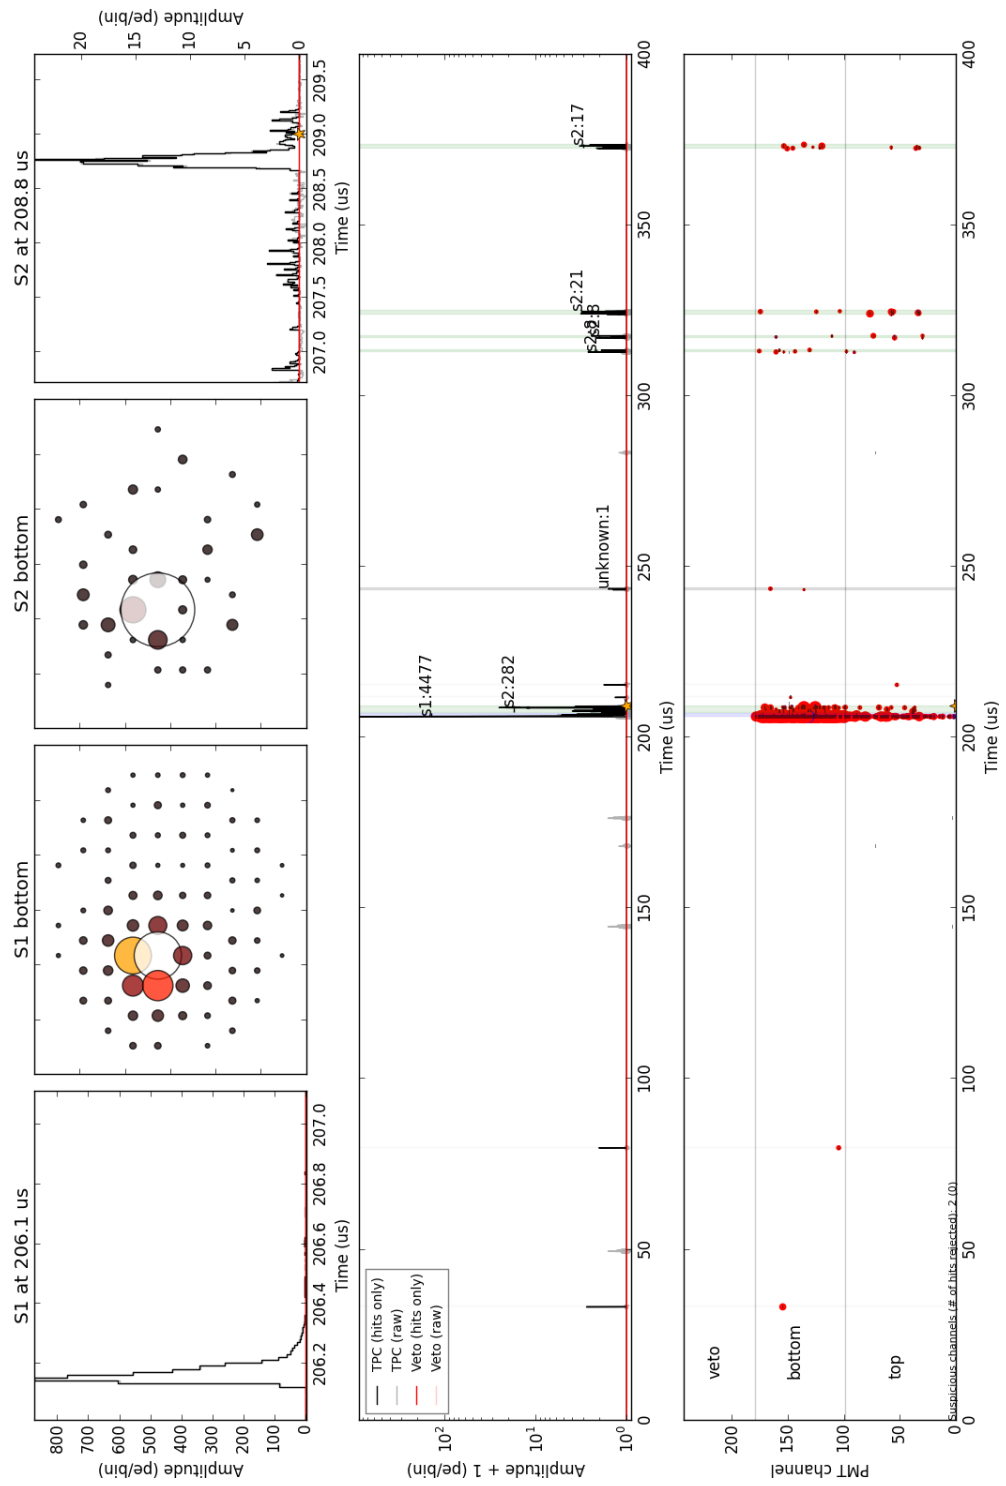 S1 at 206.1 us
S1 bottom
S2 bottom
S2 at 208.8 us
Amplitude (pe/bin)
800
700
600
500
400
300
200
100
0
206.2
206.4
206.6
206.8
207.0
Time (us)
Amplitude (pe/bin)
20
15
10
5
0
207.0
207.5
208.0
208.5
209.0
209.5
Time (us)
TPC (hits only)
TPC (raw)
Veto (hits only)
Veto (raw)
s1:4477
s2:282
unknown:1
s2:8
s2:21
s2:17
Amplitude + 1 (pe/bin)
10²
10¹
10⁰
0
50
100
150
200
250
300
350
400
Time (us)
veto
bottom
top
Suspicious channels (# of hits rejected): 2 (0)
PMT channel
200
150
100
50
0
0
50
100
150
200
250
300
350
400
Time (us)